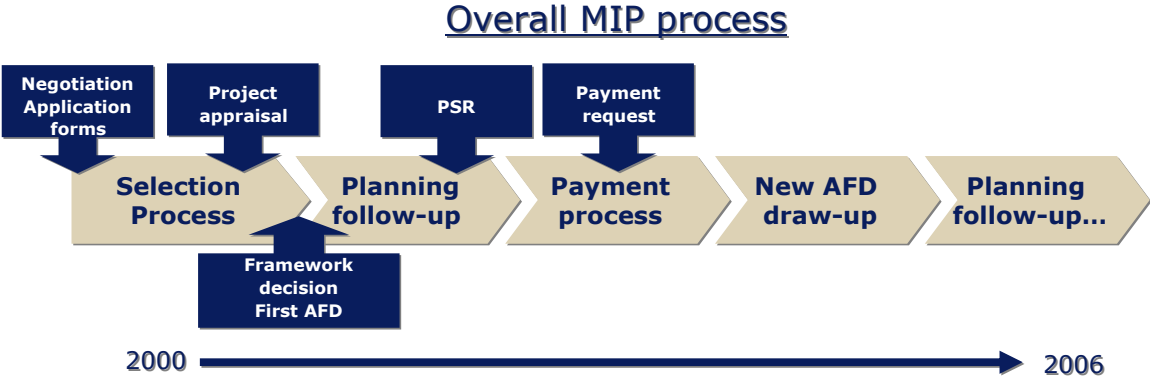 Overall MIP process
Negotiation
Application
forms
Project
appraisal
PSR
Payment
request
Selection
Process
Planning
follow-up
Payment
process
New AFD
draw-up
Planning
follow-up...
Framework
decision
First AFD
2000
2006